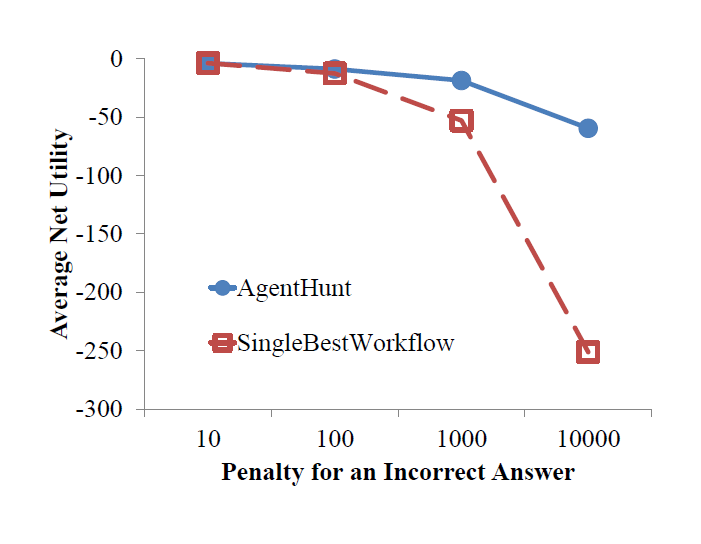 0
-50
-100
-150
-200
-250
-300
Average Net Utility
AgentHunt
SingleBestWorkflow
10 100 1000 10000
Penalty for an Incorrect Answer